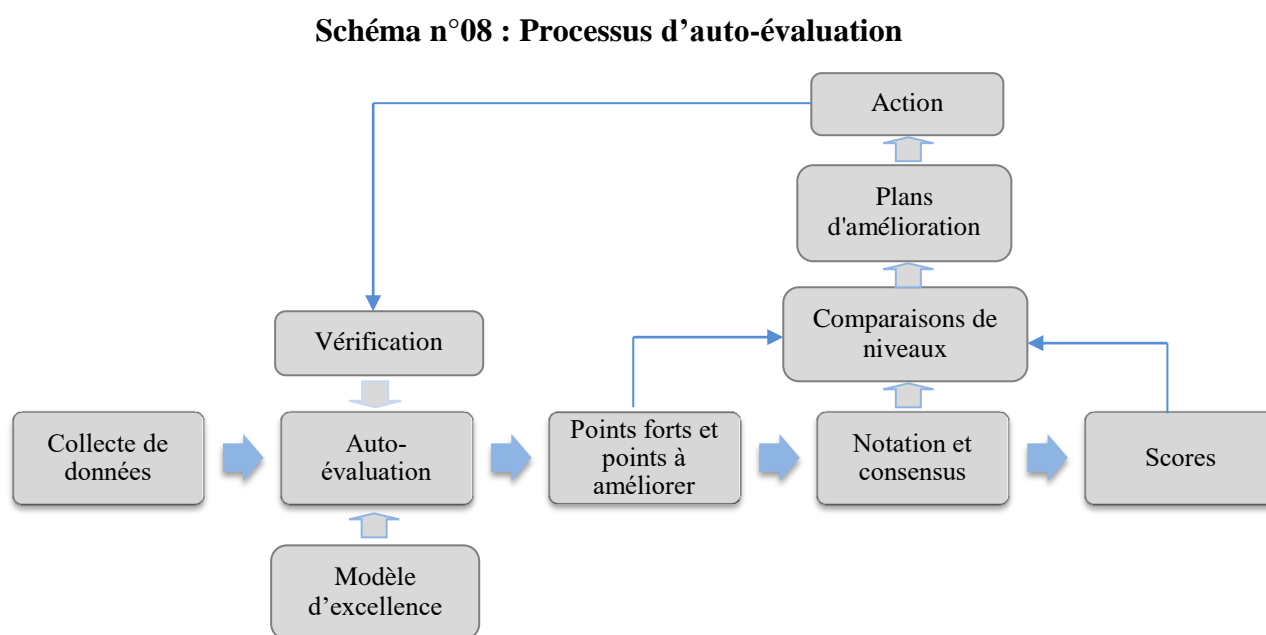 Schéma n°08 : Processus d’auto-évaluation
Action
Plans
d'amélioration
Comparaisons de
niveaux
Vérification
Collecte de
données
Auto-
évaluation
Points forts et
points à
améliorer
Notation et
consensus
Scores
Modèle
d’excellence